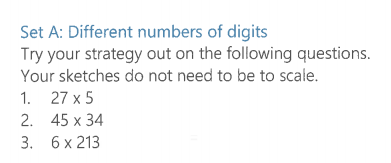 Set A: Different numbers of digits
Try your strategy out on the following questions.
Your sketches do not need to be to scale.
1. 27 x 5
2. 45 x 34
3. 6 x 213